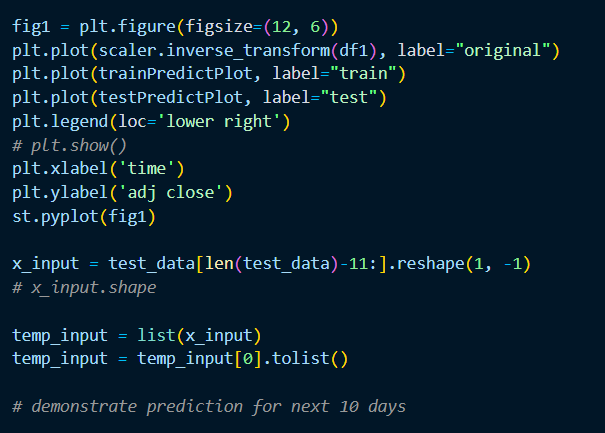 fig1 = plt.figure(figsize=(12, 6))
plt.plot(scaler.inverse_transform(df1), label="original")
plt.plot(trainPredictPlot, label="train")
plt.plot(testPredictPlot, label="test")
plt.legend(loc='lower right')
# plt.show()
plt.xlabel('time')
plt.ylabel('adj close')
st.pyplot(fig1)
x_input = test_data[len(test_data)-11:].reshape(1, -1)
# x_input.shape
temp_input = list(x_input)
temp_input = temp_input[0].tolist()
# demonstrate prediction for next 10 days